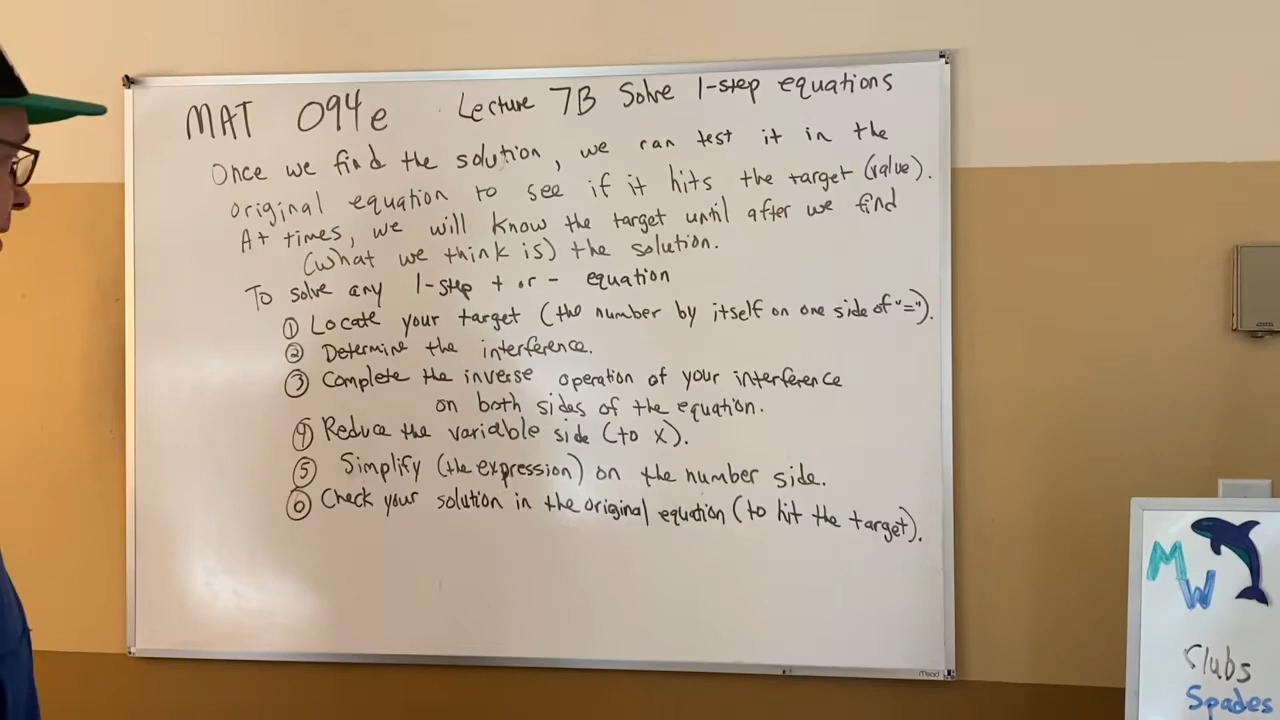 MAT 094e Lecture 7B Solve 1-step equations
Once we find the solution, we can test it in the
original equation to see if it hits the target (value).
At times, we will know the target until after we find
(what we think is) the solution.
To solve any 1-step + or - equation
① Locate your target (the number by itself on one side of "=").
② Determine the interference.
③ Complete the inverse operation of your interference
on both sides of the equation.
④ Reduce the variable side (to x).
⑤ Simplify (the expression) on the number side.
⑥ Check your solution in the original equation (to hit the target).
Mead
MW
Clubs
Spades